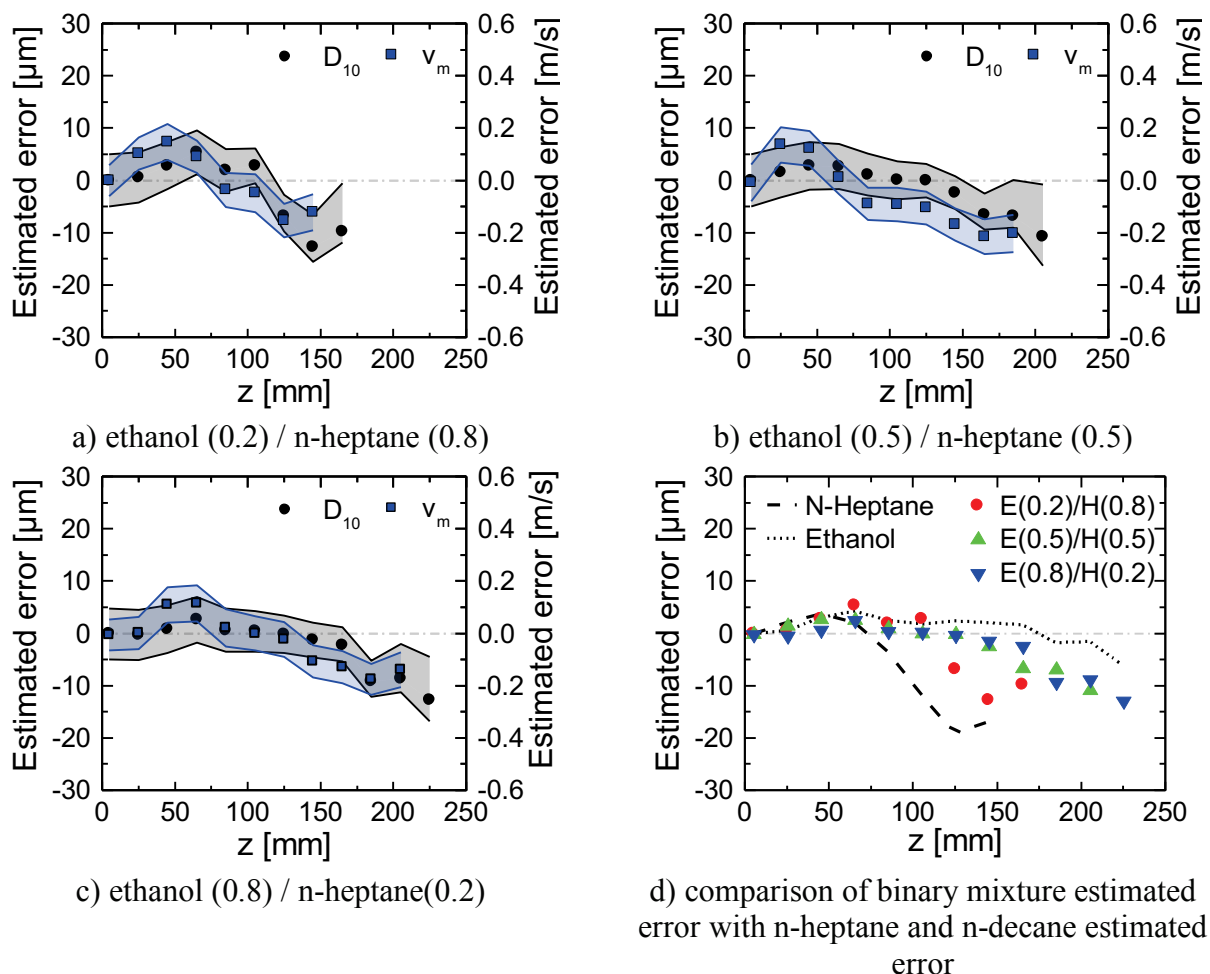 Estimated error [µm]
30
20
10
0
-10
-20
-30
D10 vm
0.6
0.4
0.2
0.0
-0.2
-0.4
-0.6
Estimated error [m/s]
0 50 100 150 200 250
z [mm]
a) ethanol (0.2) / n-heptane (0.8)
Estimated error [µm]
30
20
10
0
-10
-20
-30
D10 vm
0.6
0.4
0.2
0.0
-0.2
-0.4
-0.6
Estimated error [m/s]
0 50 100 150 200 250
z [mm]
b) ethanol (0.5) / n-heptane (0.5)
Estimated error [µm]
30
20
10
0
-10
-20
-30
D10 vm
0.6
0.4
0.2
0.0
-0.2
-0.4
-0.6
Estimated error [m/s]
0 50 100 150 200 250
z [mm]
c) ethanol (0.8) / n-heptane(0.2)
Estimated error [µm]
30
20
10
0
-10
-20
-30
N-Heptane
Ethanol
E(0.2)/H(0.8)
E(0.5)/H(0.5)
E(0.8)/H(0.2)
0 50 100 150 200 250
z [mm]
d) comparison of binary mixture estimated
error with n-heptane and n-decane estimated
error